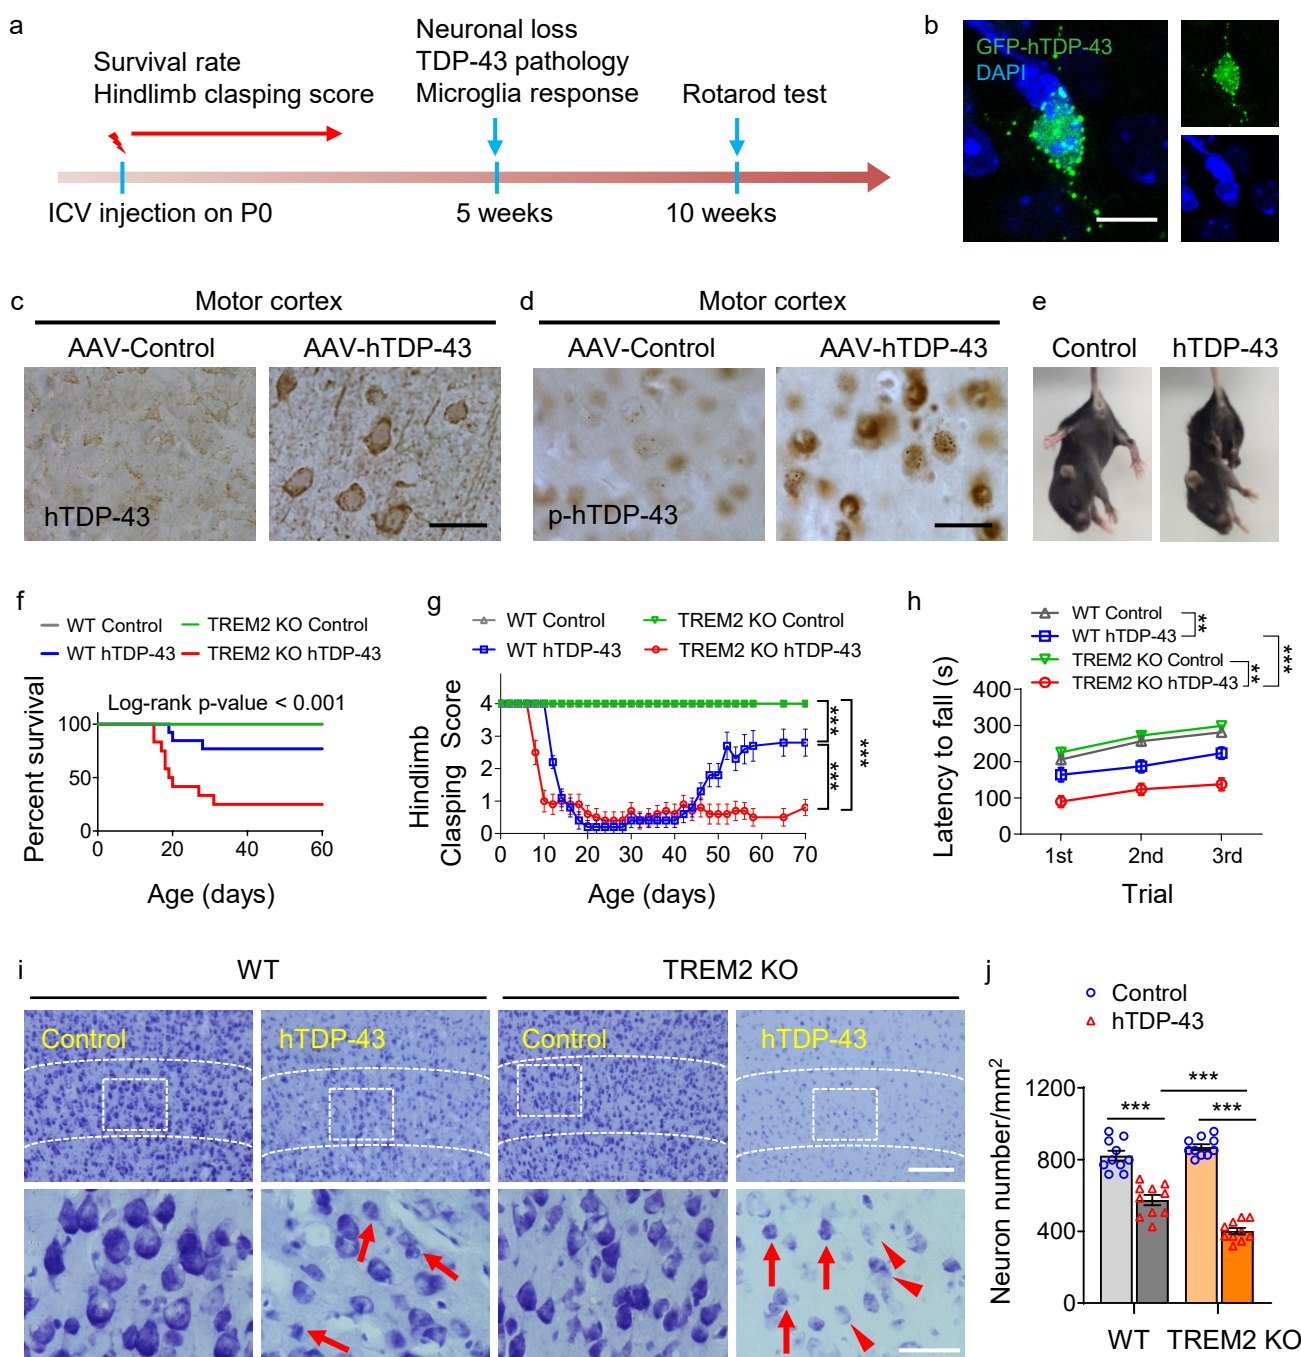 a
Survival rate
Hindlimb clasping score
Neuronal loss
TDP-43 pathology
Microglia response
Rotarod test
ICV injection on P0
5 weeks
10 weeks
b
GFP-hTDP-43
DAPI
c
Motor cortex
AAV-Control
AAV-hTDP-43
hTDP-43
d
Motor cortex
AAV-Control
AAV-hTDP-43
p-hTDP-43
e
Control
hTDP-43
f
WT Control
TREM2 KO Control
WT hTDP-43
TREM2 KO hTDP-43
Log-rank p-value < 0.001
Percent survival
100
50
0
0
20
40
60
Age (days)
g
WT Control
TREM2 KO Control
WT hTDP-43
TREM2 KO hTDP-43
Hindlimb
Clasping Score
4
3
2
1
0
0
10
20
30
40
50
60
70
***
***
***
Age (days)
h
WT Control
WT hTDP-43
TREM2 KO Control
TREM2 KO hTDP-43
**
**
***
Latency to fall (s)
400
300
200
100
0
1st
2nd
3rd
Trial
i
WT
TREM2 KO
Control
hTDP-43
Control
hTDP-43
j
Control
hTDP-43
Neuron number/mm²
1200
800
400
0
***
***
***
WT
TREM2 KO